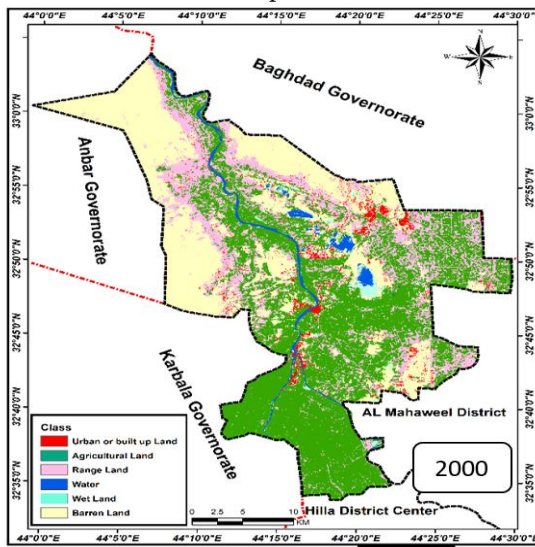 44°0'E 44°5'0"E 44°10'0"E 44°15'0"E 44°20'0"E 44°25'0"E 44°30'0"E
Baghdad Governorate
33°0'0"N
33°0'0"N
Anbar Governorate
32°55'0"N
32°55'0"N
32°50'0"N
32°50'0"N
32°45'0"N
32°45'0"N
Karbala Governorate
AL Mahaweel District
32°40'0"N
32°40'0"N
Class
Urban or built up Land
Agricultural Land
Range Land
Water
Wet Land
Barren Land
2000
32°35'0"N
32°35'0"N
Hilla District Center
0 2.5 5 10
KM
44°0'E 44°5'0"E 44°10'0"E 44°15'0"E 44°20'0"E 44°25'0"E 44°30'0"E